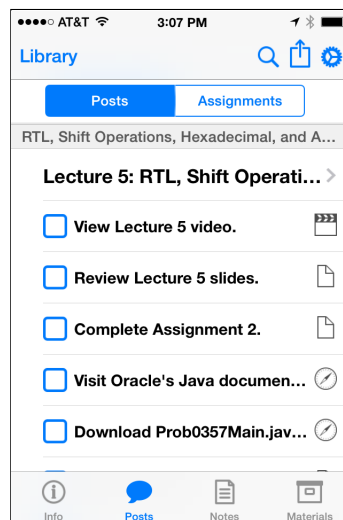 AT&T 3:07 PM
Library
Posts Assignments
RTL, Shift Operations, Hexadecimal, and A...
Lecture 5: RTL, Shift Operati...
View Lecture 5 video.
Review Lecture 5 slides.
Complete Assignment 2.
Visit Oracle's Java documen...
Download Prob0357Main.jav...
Info Posts Notes Materials